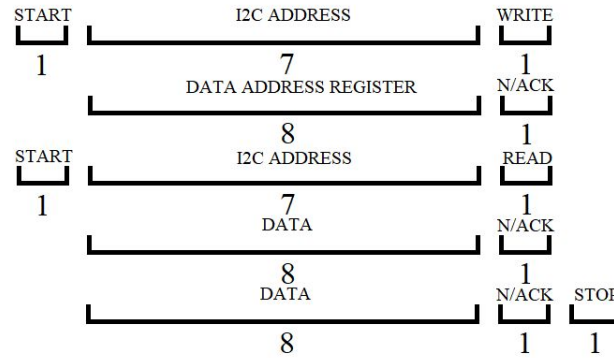 START I2C ADDRESS WRITE
1 7 1
DATA ADDRESS REGISTER N/ACK
8 1
START I2C ADDRESS READ
1 7 1
DATA N/ACK
8 1
DATA N/ACK STOP
8 1 1